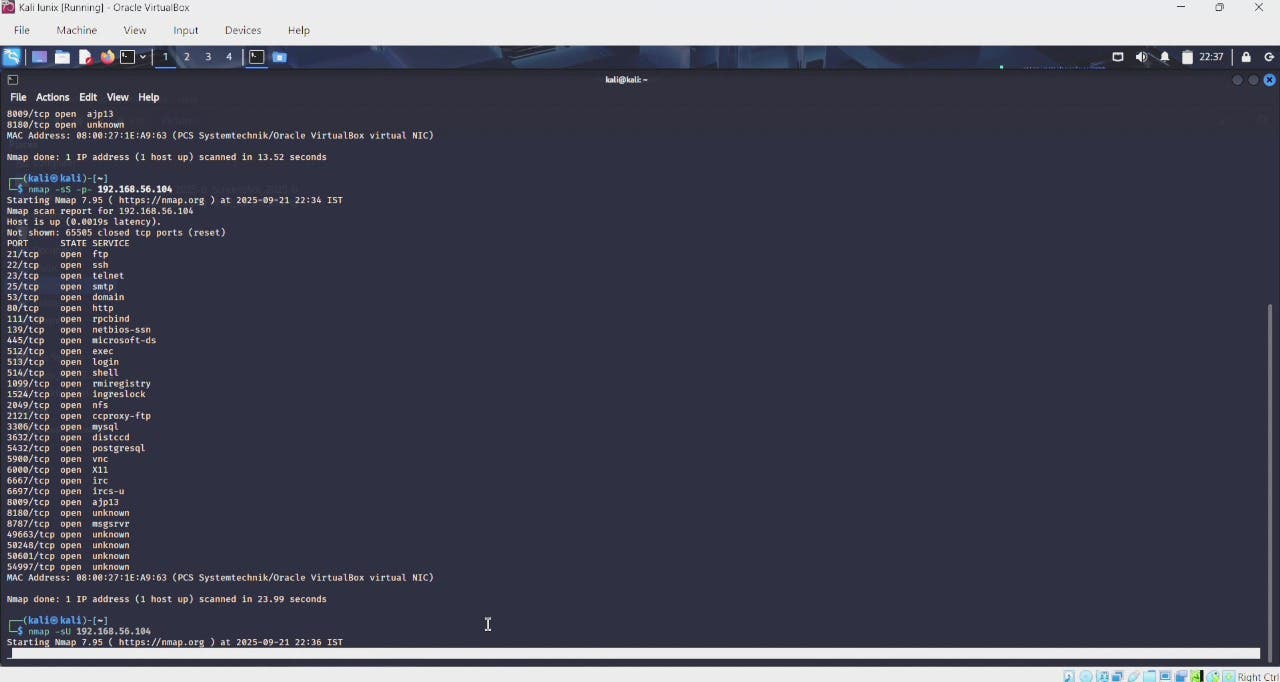 Kali lunix [Running] - Oracle VirtualBox
File Machine View Input Devices Help
1 2 3 4 22:37
kali@kali: ~
File Actions Edit View Help
8009/tcp open ajp13
8180/tcp open unknown
MAC Address: 08:00:27:1E:A9:63 (PCS Systemtechnik/Oracle VirtualBox virtual NIC)
Nmap done: 1 IP address (1 host up) scanned in 13.52 seconds
┌──(kali㉿kali)-[~]
└─$ nmap -sS -p- 192.168.56.104
Starting Nmap 7.95 ( https://nmap.org ) at 2025-09-21 22:34 IST
Nmap scan report for 192.168.56.104
Host is up (0.0019s latency).
Not shown: 65505 closed tcp ports (reset)
PORT STATE SERVICE
21/tcp open ftp
22/tcp open ssh
23/tcp open telnet
25/tcp open smtp
53/tcp open domain
80/tcp open http
111/tcp open rpcbind
139/tcp open netbios-ssn
445/tcp open microsoft-ds
512/tcp open exec
513/tcp open login
514/tcp open shell
1099/tcp open rmiregistry
1524/tcp open ingreslock
2049/tcp open nfs
2121/tcp open ccproxy-ftp
3306/tcp open mysql
3632/tcp open distccd
5432/tcp open postgresql
5900/tcp open vnc
6000/tcp open X11
6667/tcp open irc
6697/tcp open ircs-u
8009/tcp open ajp13
8180/tcp open unknown
8787/tcp open msgsrvr
49663/tcp open unknown
50248/tcp open unknown
50601/tcp open unknown
54997/tcp open unknown
MAC Address: 08:00:27:1E:A9:63 (PCS Systemtechnik/Oracle VirtualBox virtual NIC)
Nmap done: 1 IP address (1 host up) scanned in 23.99 seconds
┌──(kali㉿kali)-[~]
└─$ nmap -sU 192.168.56.104
Starting Nmap 7.95 ( https://nmap.org ) at 2025-09-21 22:36 IST
Right Ctrl